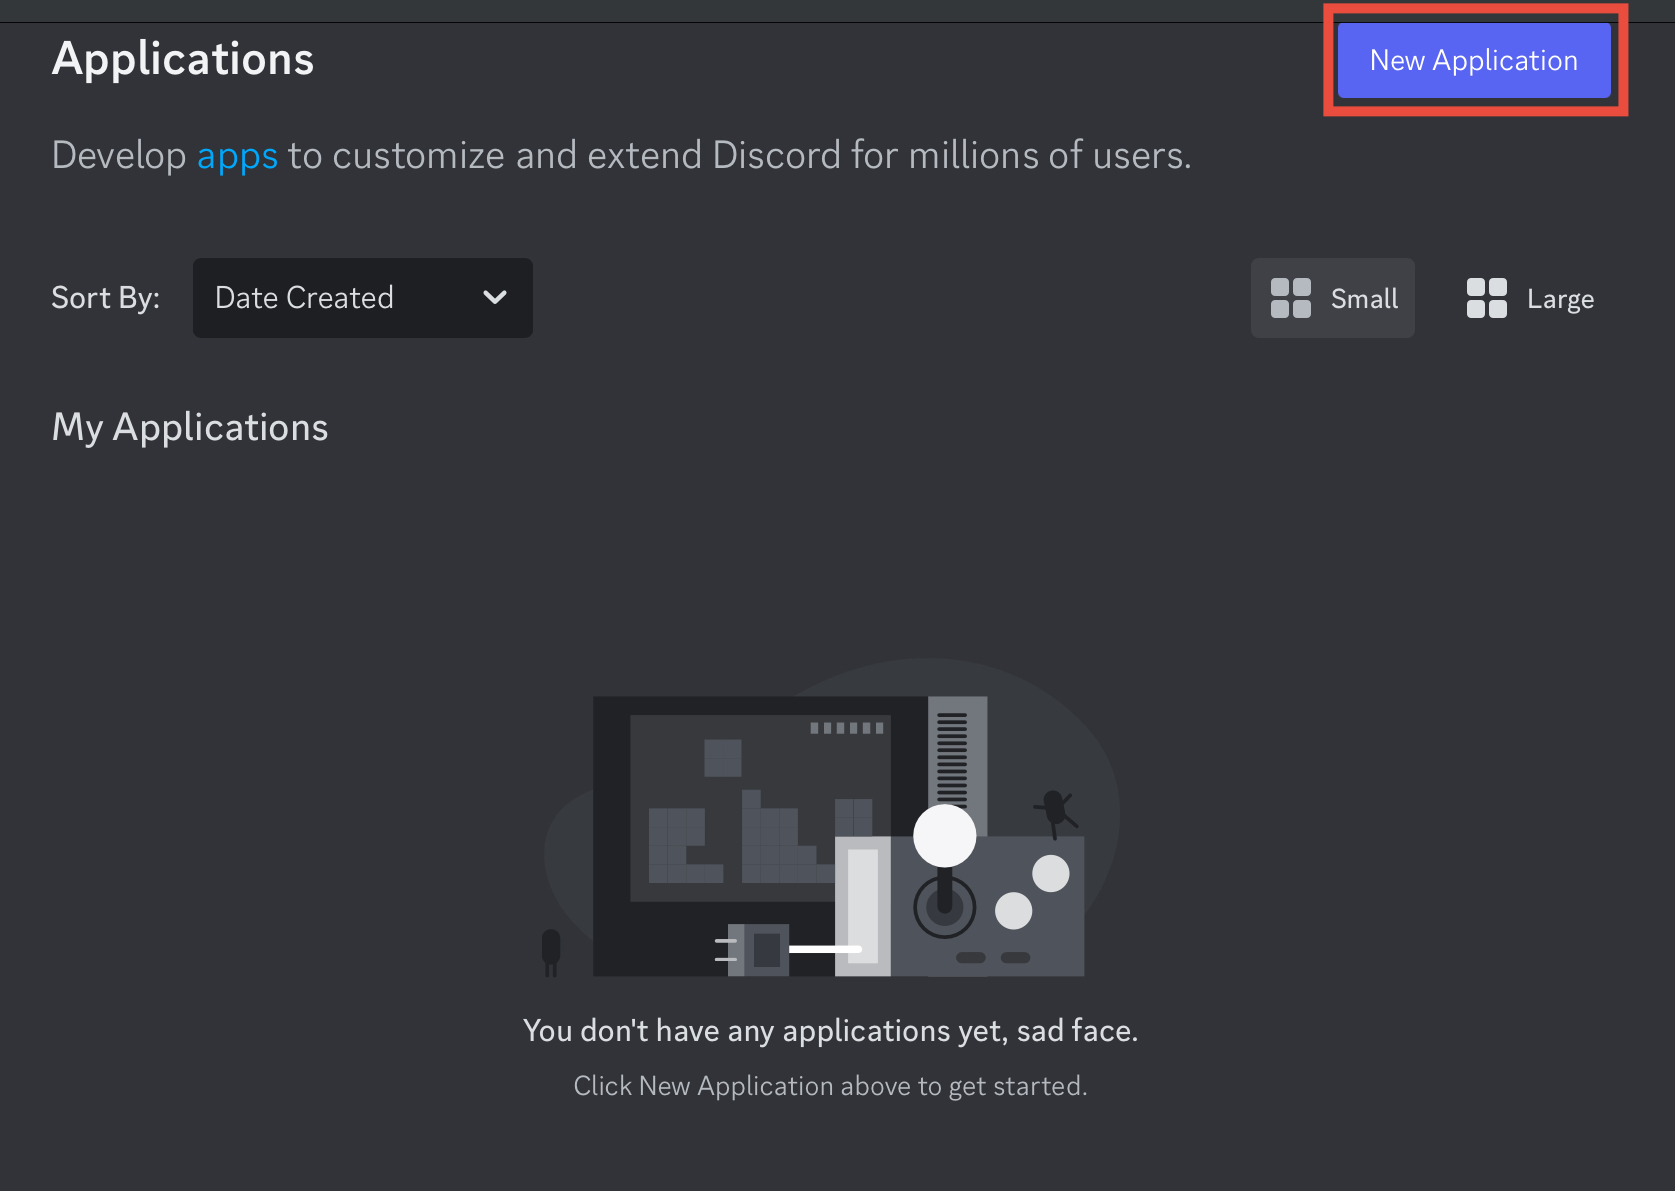 Applications
New Application
Develop apps to customize and extend Discord for millions of users.
Sort By:
Date Created
Small
Large
My Applications
You don't have any applications yet, sad face.
Click New Application above to get started.